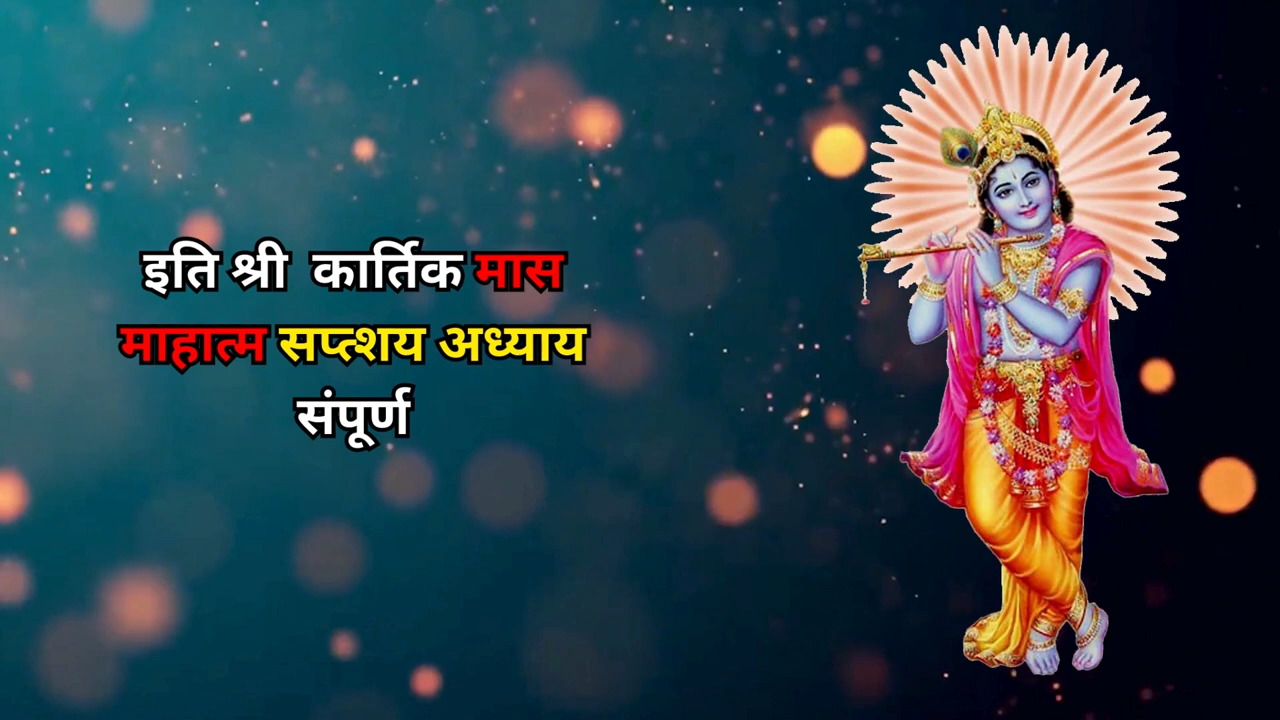 इति श्री कार्तिक मास
माहात्म सप्त्शय अध्याय
संपूर्ण